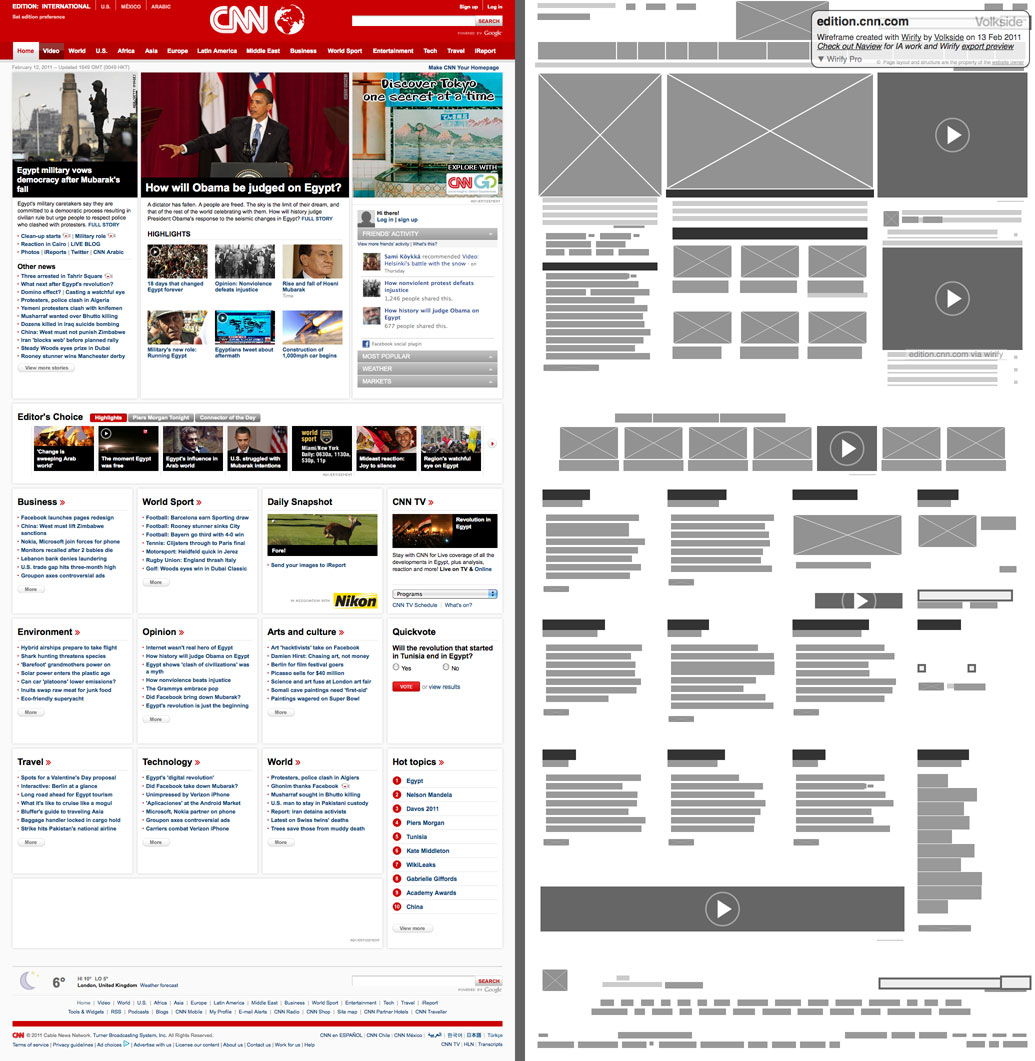 EDITION: INTERNATIONAL | U.S. | MÉXICO | ARABIC
Set edition preference
CNN
Sign up | Log in
SEARCH
POWERED BY Google
Home Video World U.S. Africa Asia Europe Latin America Middle East Business World Sport Entertainment Tech Travel iReport
Make CNN Your Homepage
Egypt military vows
democracy after Mubarak's
fall
Egypt's military caretakers say they are
committed to a democratic process resulting in
civilian rule but urge people to respect police
who clashed with protesters. FULL STORY
Clean-up starts | Military role
Reaction in Cairo | LIVE BLOG
Photos | iReports | Twitter | CNN Arabic
Other news
Three arrested in Tahrir Square
What next after Egypt's revolution?
Domino effect? | Casting a watchful eye
Protesters, police clash in Algeria
Yemeni protesters clash with knifemen
Musharraf wanted over Bhutto killing
Dozens killed in Iraq suicide bombing
China: West must not punish Zimbabwe
Iran 'blocks web' before planned rally
Steady Woods eyes prize in Dubai
Rooney stunner wins Manchester derby
View more stories
How will Obama be judged on Egypt?
A dictator has fallen. A people are freed. The sky is the limit of their dream, and
that of the rest of the world celebrating with them. How will history judge
President Obama's response to the seismic changes in Egypt? FULL STORY
HIGHLIGHTS
18 days that changed
Egypt forever
Opinion: Nonviolence
defeats injustice
Rise and fall of Hosni
Mubarak
Time
Military's new role:
Running Egypt
Egyptians tweet about
aftermath
Construction of
1,000mph car begins
Discover Tokyo
one secret at a time
EXPLORE WITH
CNN GO
ADVERTISEMENT
Hi there!
Log in | sign up
FRIENDS' ACTIVITY
View more friends' activity | What's this?
Sami Köykkä recommended Video:
Helsinki's battle with the snow · on
Thursday
How nonviolent protest defeats
injustice
1,246 people shared this.
How history will judge Obama on
Egypt
677 people shared this.
Facebook social plugin
MOST POPULAR
WEATHER
MARKETS
Editor's Choice Highlights Piers Morgan Tonight Connector of the Day
'Change is
sweeping Arab
world'
The moment Egypt
was free
Egypt's influence in
Arab world
U.S. struggled with
Mubarak intentions
world
sport
Miami/New York
Daily: 0630a, 1130a,
530p, 11p
Mideast reaction:
Joy to silence
Region's watchful
eye on Egypt
ADVERTISEMENT
Business »
Facebook launches pages redesign
China: West must lift Zimbabwe
sanctions
Nokia, Microsoft join forces for phone
Monitors recalled after 2 babies die
Lebanon bank denies laundering
U.S. trade gap hits three-month high
Groupon axes controversial ads
More
World Sport »
Football: Barcelona earn Sporting draw
Football: Rooney stunner sinks City
Football: Bayern go third with 4-0 win
Tennis: Clijsters through to Paris final
Motorsport: Heidfeld quick in Jerez
Rugby Union: England thrash Italy
Golf: Woods eyes win in Dubai Classic
More
Daily Snapshot
Fore!
Send your images to iReport
IN ASSOCIATION WITH Nikon
CNN TV »
Revolution in
Egypt
Stay with CNN for Live coverage of all the
developments in Egypt, plus analysis,
reaction and more! Live on TV & Online
Programs
CNN TV Schedule | What's on?
Environment »
Hybrid airships prepare to take flight
Shark hunting threatens species
'Barefoot' grandmothers power on
Solar power enters the plastic age
Can car 'platoons' lower emissions?
Inuits swap raw meat for junk food
Eco-friendly superyacht
More
Opinion »
Internet wasn't real hero of Egypt
How history will judge Obama on Egypt
Egypt shows 'clash of civilizations' was
a myth
How nonviolence beats injustice
The Grammys embrace pop
Did Facebook bring down Mubarak?
Egypt's revolution is just the beginning
More
Arts and culture »
Art 'hacktivists' take on Facebook
Damien Hirst: Chasing art, not money
Berlin for film festival goers
Picasso sells for $40 million
Science and art fuse at London art fair
Somali cave paintings need 'first-aid'
Paintings wagered on Super Bowl
More
Quickvote
Will the revolution that started
in Tunisia end in Egypt?
Yes No
VOTE or view results
Travel »
Spots for a Valentine's Day proposal
Interactive: Berlin at a glance
Long road ahead for Egypt tourism
What it's like to cruise like a mogul
Bluffer's guide to traveling Asia
Baggage handler locked in cargo hold
Strike hits Pakistan's national airline
More
Technology »
Egypt's 'digital revolution'
Did Facebook take down Mubarak?
Unimpressed by Verizon iPhone
'Aplicaciones' at the Android Market
Microsoft, Nokia partner on phone
Groupon axes controversial ads
Carriers combat Verizon iPhone
More
World »
Protesters, police clash in Algiers
Ghonim thanks Facebook
Musharraf sought in Bhutto killing
U.S. man to stay in Pakistani custody
Report: Iran detains activists
Latest on Swiss twins' deaths
Trees save those from muddy death
More
Hot topics »
1 Egypt
2 Nelson Mandela
3 Davos 2011
4 Piers Morgan
5 Tunisia
6 Kate Middleton
7 WikiLeaks
8 Gabrielle Giffords
9 Academy Awards
10 China
View more
ADVERTISEMENT
6° HI 10° LO 5°
London, United Kingdom Weather forecast
SEARCH
POWERED BY Google
Home | Video | World | U.S. | Africa | Asia | Europe | Latin America | Middle East | Business | World Sport | Entertainment | Tech | Travel | iReport
Tools & Widgets | RSS | Podcasts | Blogs | CNN Mobile | My Profile | E-mail Alerts | CNN Radio | CNN Shop | Site map | CNN Partner Hotels | CNN Traveller
CNN © 2011 Cable News Network. Turner Broadcasting System, Inc. All Rights Reserved.
CNN en ESPAÑOL | CNN Chile | CNN México | العربية | 한국어 | 日本語 | Türkçe
Terms of service | Privacy guidelines | Ad choices | Advertise with us | License our content | About us | Contact us | Work for us | Help
CNN TV | HLN | Transcripts
edition.cnn.com
Volkside
Wireframe created with Wirify by Volkside on 13 Feb 2011
Check out Naview for IA work and Wirify export preview
▼ Wirify Pro
© Page layout and structure are the property of the website owner
edition.cnn.com via wirify